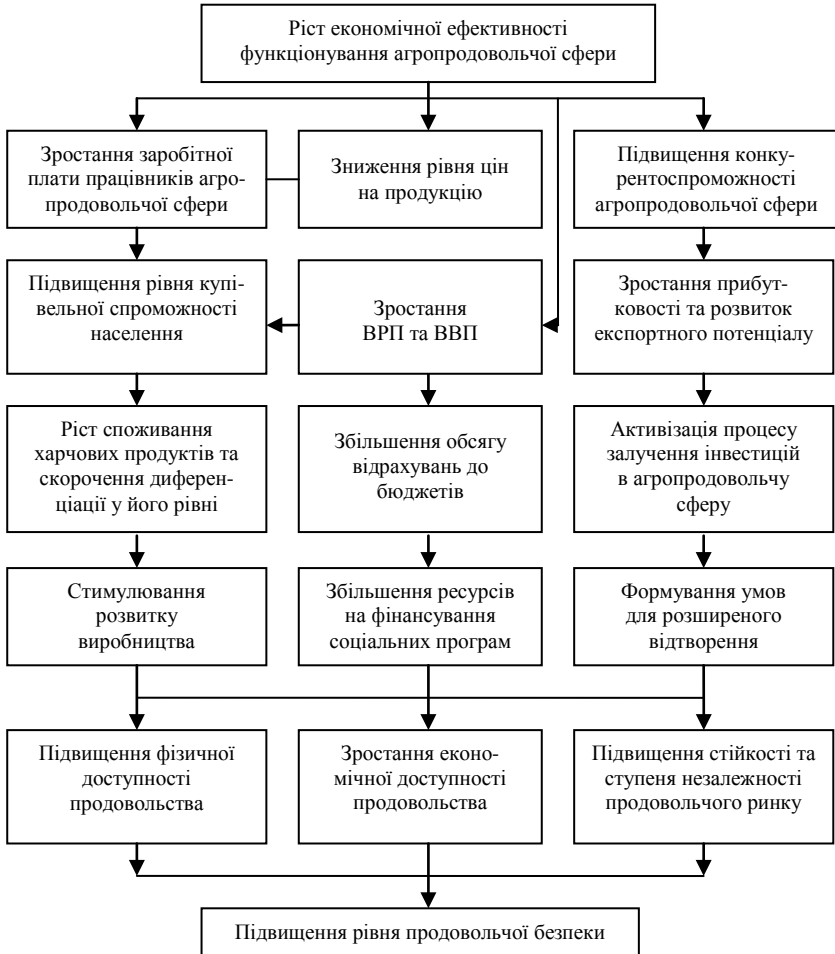 Ріст економічної ефективності
функціонування агропродовольчої сфери
Зростання заробітної
плати працівників агро-
продовольчої сфери
Зниження рівня цін
на продукцію
Підвищення конку-
рентоспроможності
агропродовольчої сфери
Підвищення рівня купі-
вельної спроможності
населення
Зростання
ВРП та ВВП
Зростання прибут-
ковості та розвиток
експортного потенціалу
Ріст споживання
харчових продуктів та
скорочення диферен-
ціації у його рівні
Збільшення обсягу
відрахувань до
бюджетів
Активізація процесу
залучення інвестицій
в агропродовольчу
сферу
Стимулювання
розвитку
виробництва
Збільшення ресурсів
на фінансування
соціальних програм
Формування умов
для розширеного
відтворення
Підвищення фізичної
доступності
продовольства
Зростання еконо-
мічної доступності
продовольства
Підвищення стійкості та
ступеня незалежності
продовольчого ринку
Підвищення рівня продовольчої безпеки